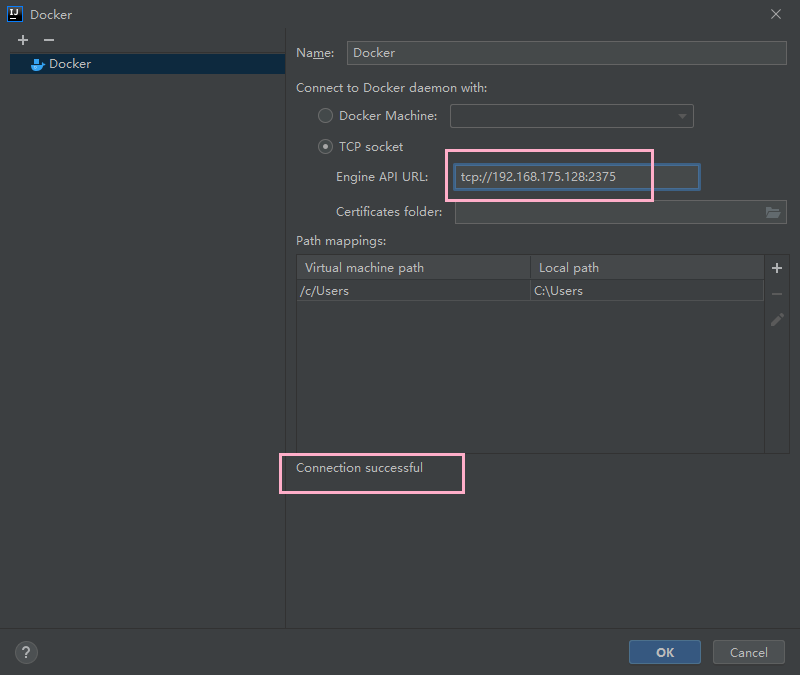 Docker
Docker
Name: Docker
Connect to Docker daemon with:
Docker Machine:
TCP socket
Engine API URL: tcp://192.168.175.128:2375
Certificates folder:
Path mappings:
Virtual machine path Local path
/c/Users C:\Users
Connection successful
? OK Cancel